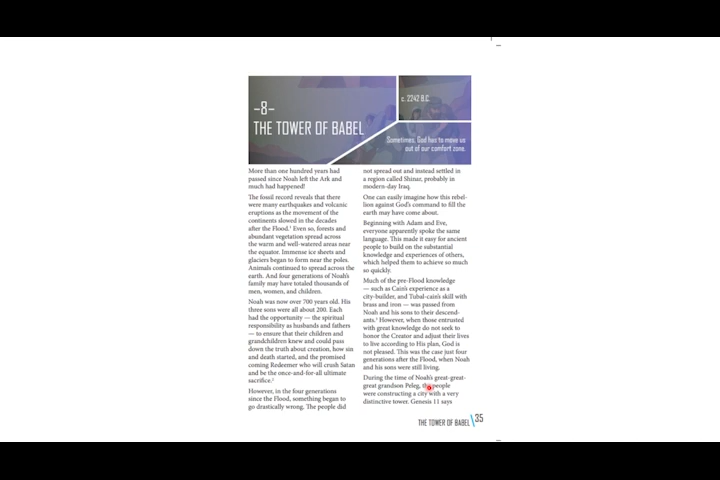 –8–
THE TOWER OF BABEL
c. 2242 B.C.
Sometimes, God has to move us
out of our comfort zone.
More than one hundred years had
passed since Noah left the Ark and
much had happened!
The fossil record reveals that there
were many earthquakes and volcanic
eruptions as the movement of the
continents slowed in the decades
after the Flood.¹ Even so, forests and
abundant vegetation spread across
the warm and well-watered areas near
the equator. Immense ice sheets and
glaciers began to form near the poles.
Animals continued to spread across the
earth. And four generations of Noah's
family may have totaled thousands of
men, women, and children.
Noah was now over 700 years old. His
three sons were all about 200. Each
had the opportunity — the spiritual
responsibility as husbands and fathers
— to ensure that their children and
grandchildren knew and could pass
down the truth about creation, how sin
and death started, and the promised
coming Redeemer who will crush Satan
and be the once-and-for-all ultimate
sacrifice.²
However, in the four generations
since the Flood, something began to
go drastically wrong. The people did
not spread out and instead settled in
a region called Shinar, probably in
modern-day Iraq.
One can easily imagine how this rebel-
lion against God's command to fill the
earth may have come about.
Beginning with Adam and Eve,
everyone apparently spoke the same
language. This made it easy for ancient
people to build on the substantial
knowledge and experiences of others,
which helped them to achieve so much
so quickly.
Much of the pre-Flood knowledge
— such as Cain's experience as a
city-builder, and Tubal-cain's skill with
brass and iron — was passed from
Noah and his sons to their descend-
ants.³ However, when those entrusted
with great knowledge do not seek to
honor the Creator and adjust their lives
to live according to His plan, God is
not pleased. This was the case just four
generations after the Flood, when Noah
and his sons were still living.
During the time of Noah's great-great-
great grandson Peleg, the people
were constructing a city with a very
distinctive tower. Genesis 11 says
THE TOWER OF BABEL \ 35